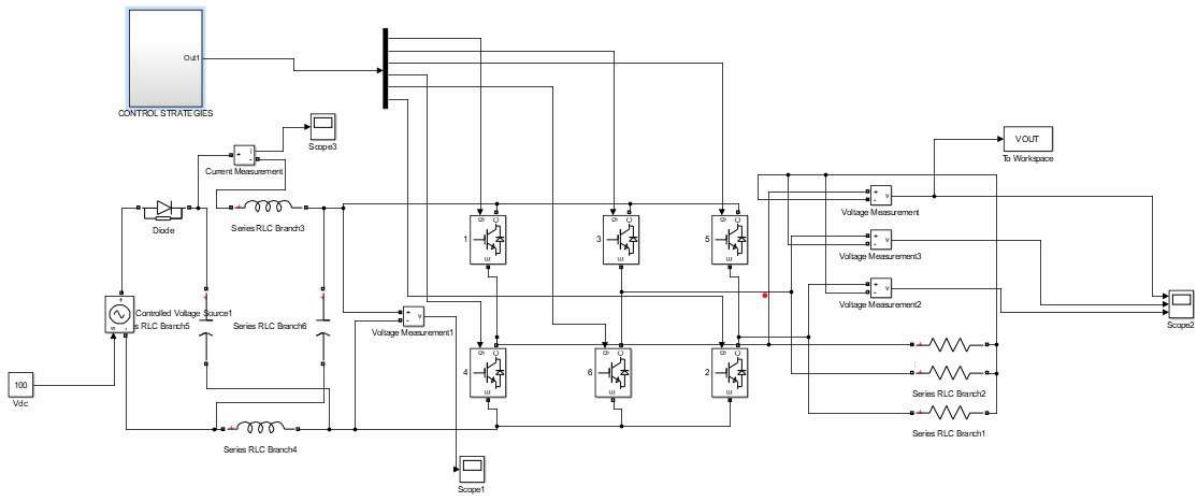 Out1
CONTROL STRATEGIES
Scope3
Current Measurement
VOUT
To Workspace
Diode
Series RLC Branch3
Voltage Measurement
1
3
5
Voltage Measurement3
Voltage Measurement2
Scope2
Controlled Voltage Source1
s RLC Branch5
Series RLC Branch6
Voltage Measurement1
100
Vdc
4
6
2
Series RLC Branch2
Series RLC Branch1
Series RLC Branch4
Scope1